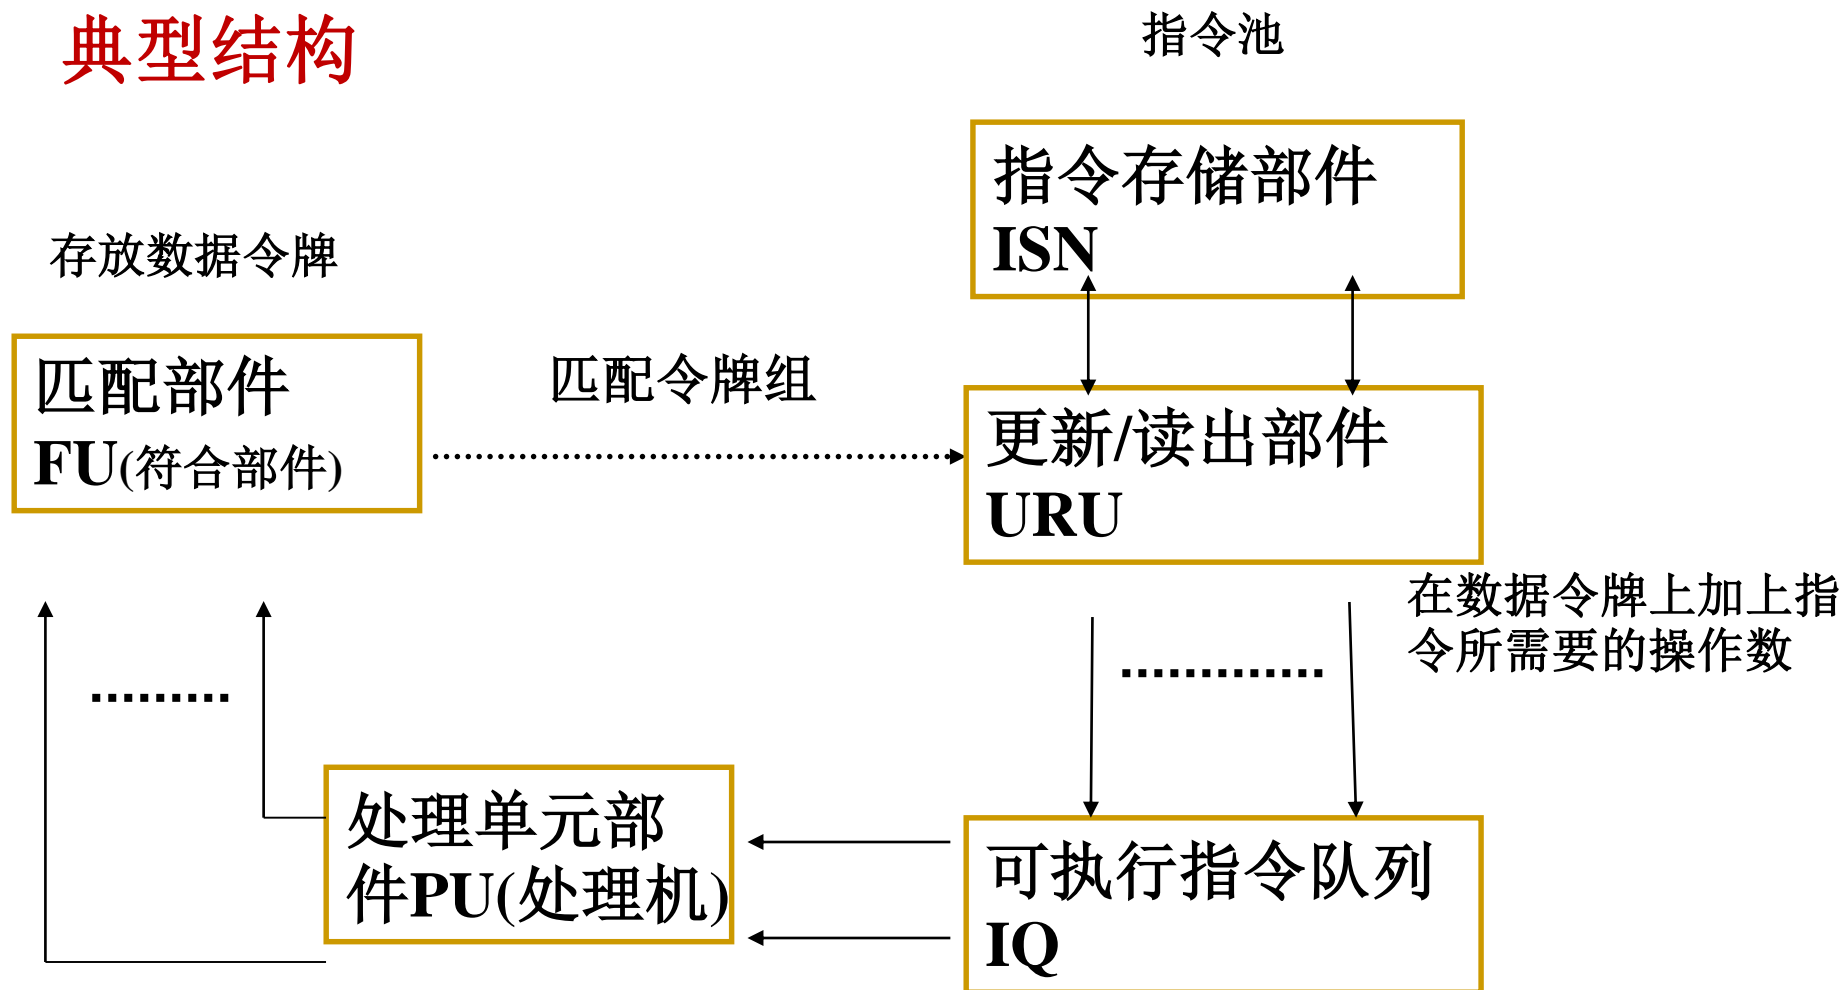 典型结构
指令池
指令存储部件
ISN
存放数据令牌
匹配部件
FU(符合部件)
匹配令牌组
更新/读出部件
URU
在数据令牌上加上指
令所需要的操作数
处理单元部
件PU(处理机)
可执行指令队列
IQ